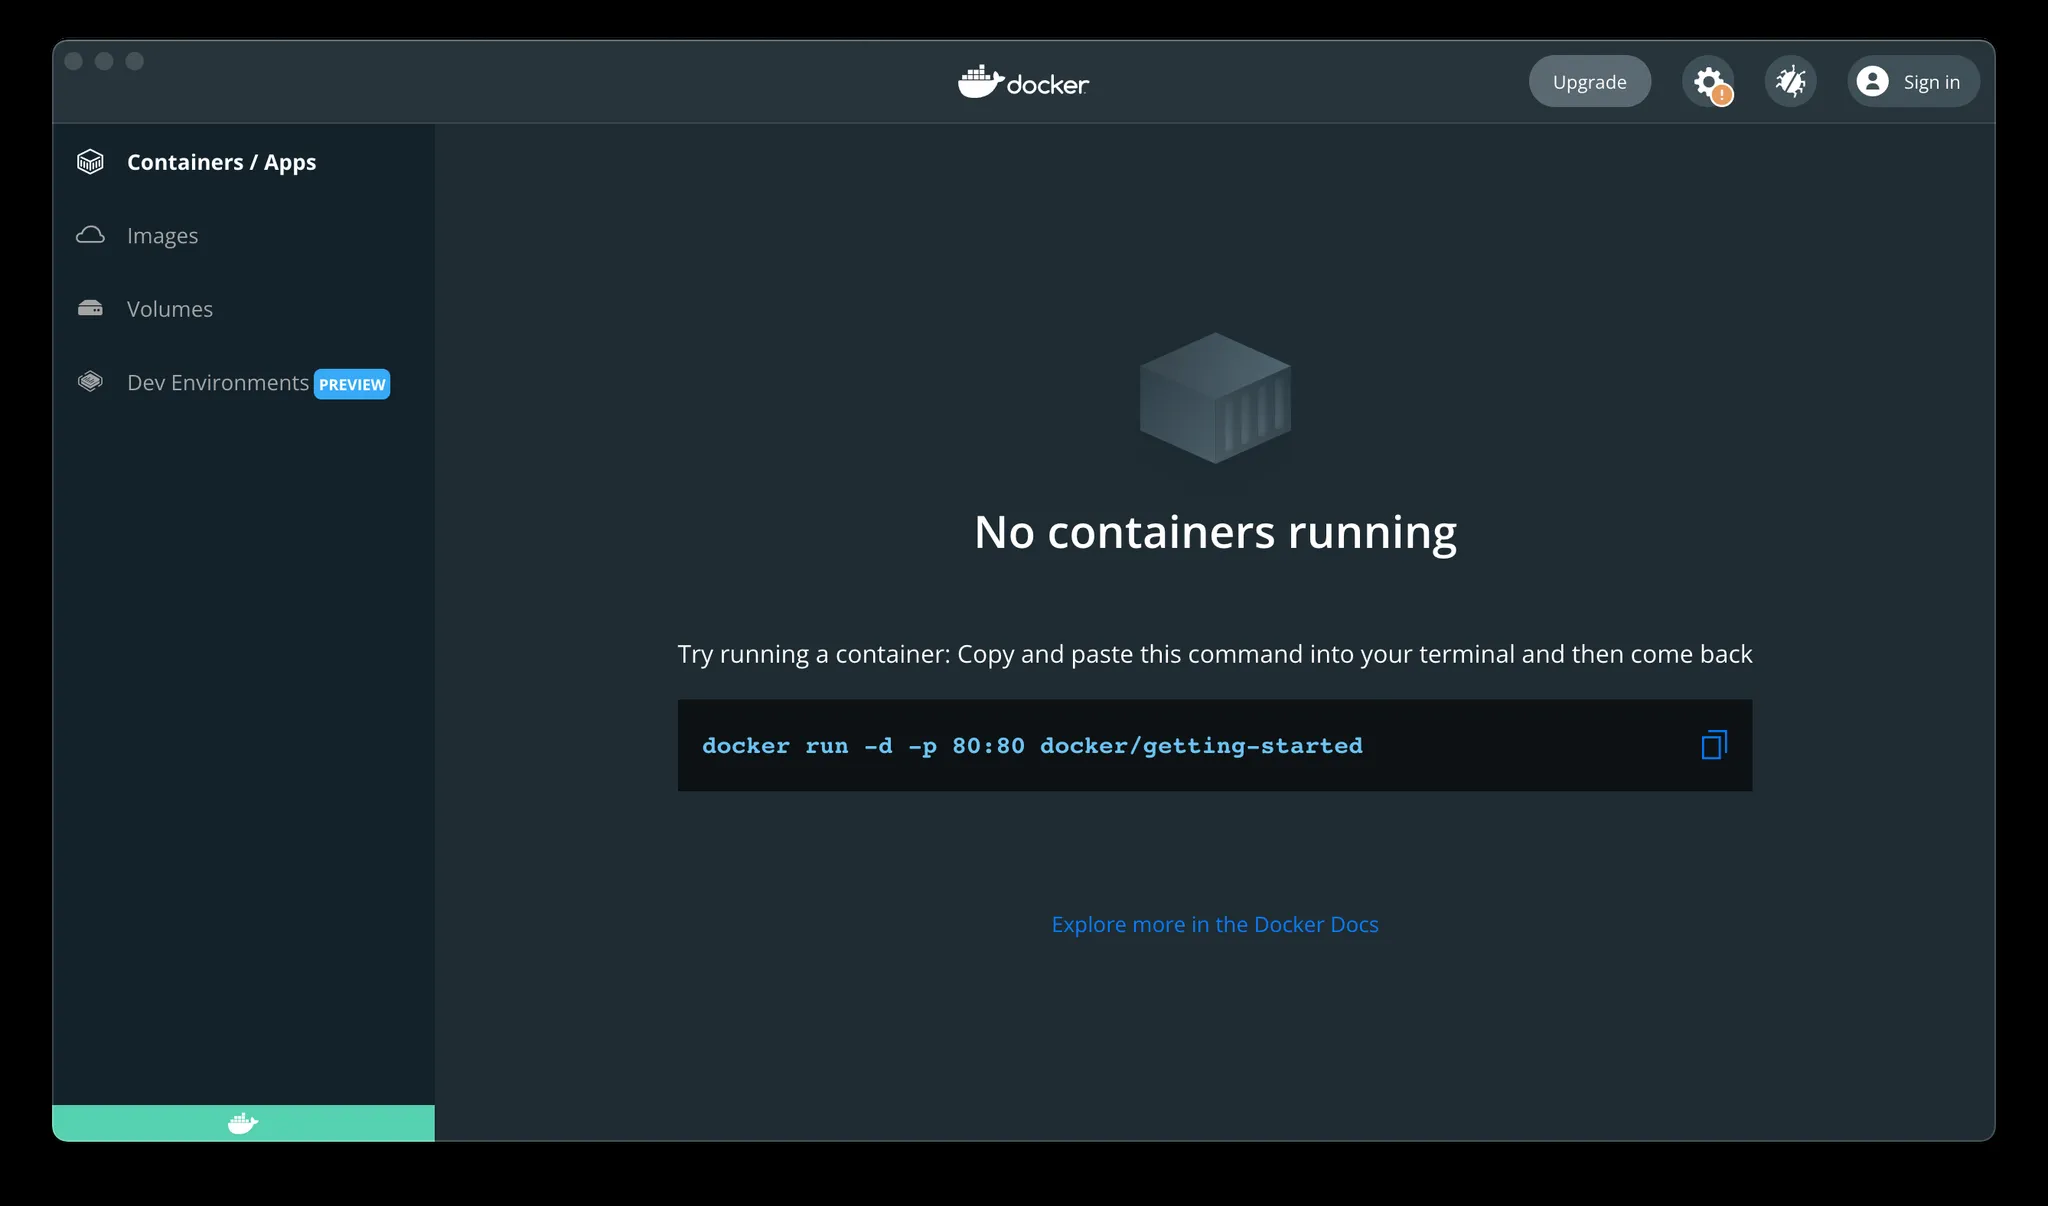 docker
Upgrade
Sign in
Containers / Apps
Images
Volumes
Dev Environments PREVIEW
No containers running
Try running a container: Copy and paste this command into your terminal and then come back
docker run -d -p 80:80 docker/getting-started
Explore more in the Docker Docs